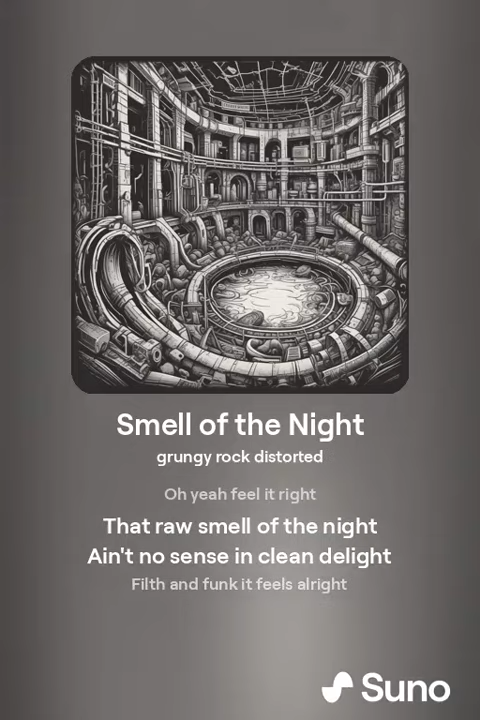 Smell of the Night
grungy rock distorted
Oh yeah feel it right
That raw smell of the night
Ain't no sense in clean delight
Filth and funk it feels alright
Suno